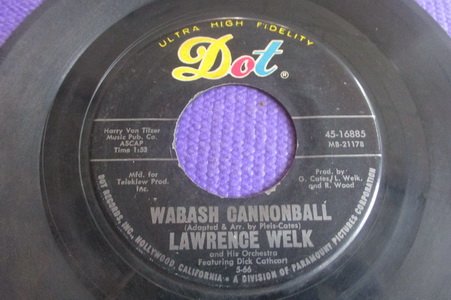 ULTRA HIGH FIDELITY
Dot®
Harry Von Tilzer
Music Pub. Co.
ASCAP
Time 1:58
45-16885
MB-21178
Mfd. for
Teleklew Prod.
Inc.
Prod. by
G. Cates/L. Welk.
and R. Wood
WABASH CANNONBALL
(Adapted & Arr. by Pleis-Cates)
LAWRENCE WELK
and His Orchestra
Featuring Dick Cathcart
5-66
DOT RECORDS, INC. HOLLYWOOD, CALIFORNIA • A DIVISION OF PARAMOUNT PICTURES CORPORATION